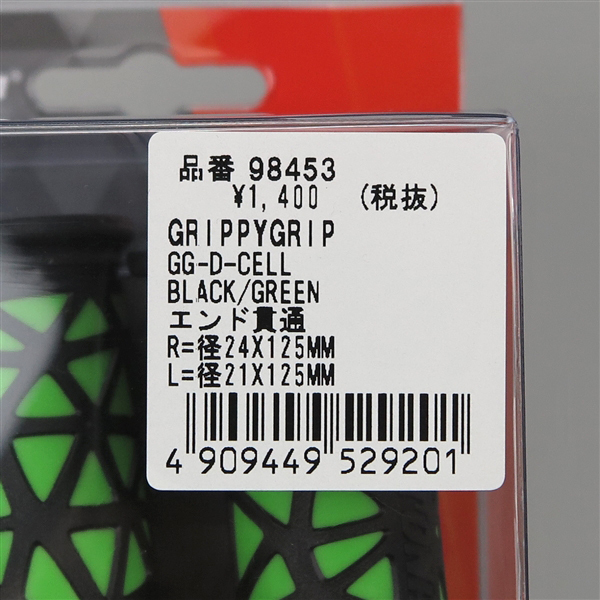 品番 98453
¥1,400 (税抜)
GRIPPYGRIP
GG-D-CELL
BLACK/GREEN
エンド貫通
R=径24X125MM
L=径21X125MM
4 909449 529201